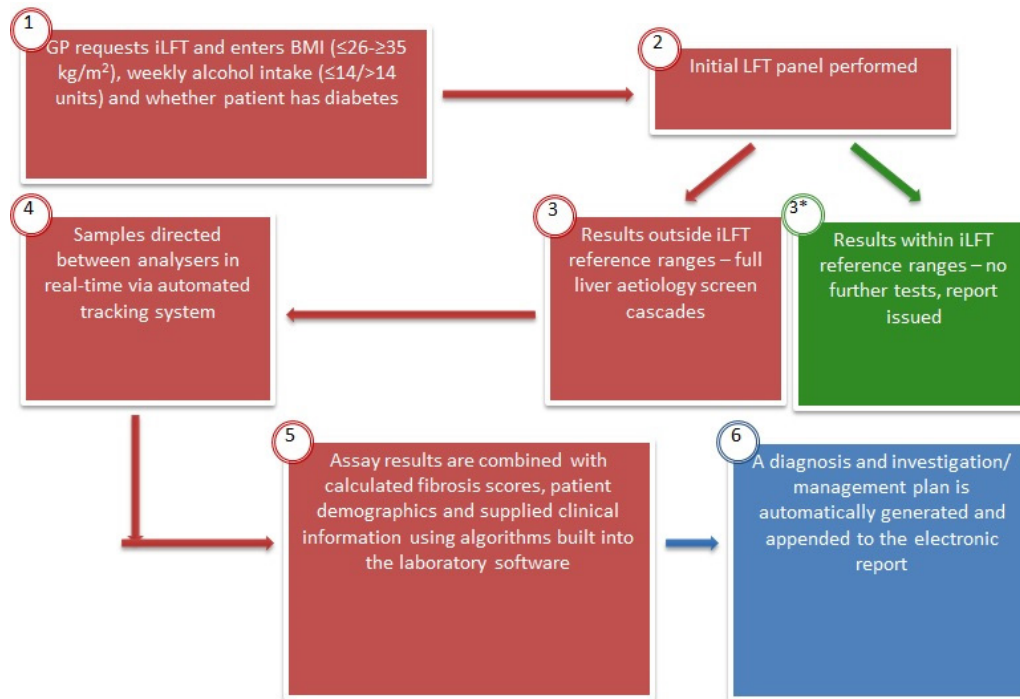 1
GP requests iLFT and enters BMI (≤26-≥35
kg/m²), weekly alcohol intake (≤14/>14
units) and whether patient has diabetes
2
Initial LFT panel performed
3
Results outside iLFT
reference ranges – full
liver aetiology screen
cascades
3*
Results within iLFT
reference ranges – no
further tests, report
issued
4
Samples directed
between analysers in
real-time via automated
tracking system
5
Assay results are combined with
calculated fibrosis scores, patient
demographics and supplied clinical
information using algorithms built into
the laboratory software
6
A diagnosis and investigation/
management plan is
automatically generated and
appended to the electronic
report